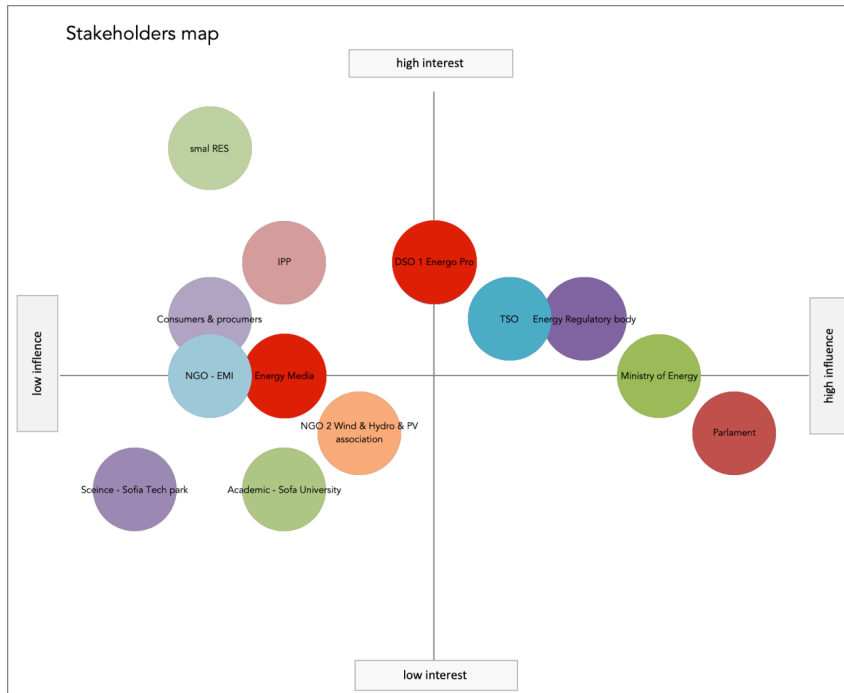 Stakeholders map
high interest
smal RES
IPP
DSO 1 Energo Pro
Consumers & procumers
TSO
Energy Regulatory body
low inflence
high influence
NGO - EMI
Energy Media
Ministry of Energy
NGO 2 Wind & Hydro & PV
association
Parlament
Sceince - Sofia Tech park
Academic - Sofa University
low interest